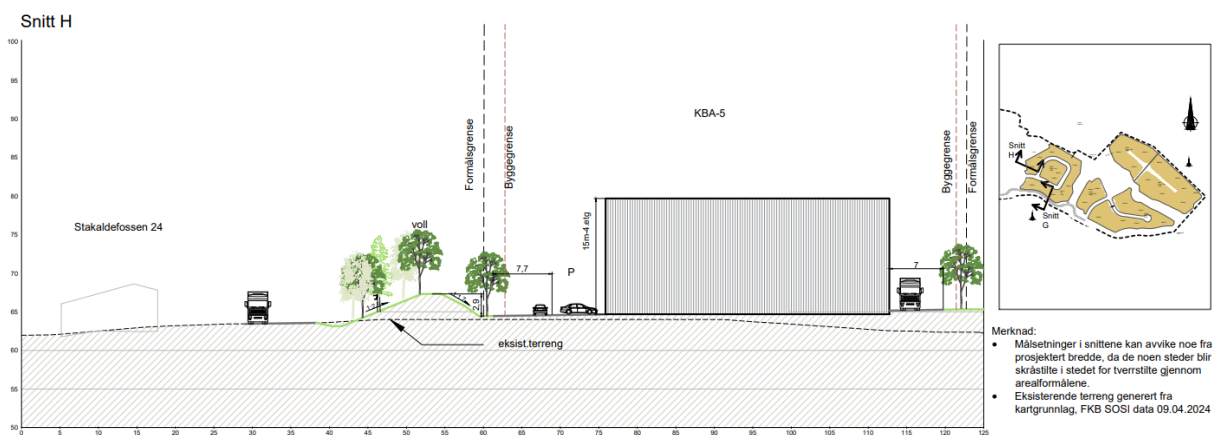 Snitt H
100
95
90
85
80
75
70
65
60
55
50
Stakaldefossen 24
voll
Formålsgrense
Byggegrense
KBA-5
7,7
P
2,9
15m-4.etg
7
Byggegrense
Formålsgrense
eksist.terreng
0 5 10 15 20 25 30 35 40 45 50 55 60 65 70 75 80 85 90 95 100 105 110 115 120 125
Snitt
H
Snitt
G
Merknad:
• Målsetninger i snittene kan avvike noe fra
prosjektert bredde, da de noen steder blir
skråstilte i stedet for tverrstilte gjennom
arealformålene.
• Eksisterende terreng generert fra
kartgrunnlag, FKB SOSI data 09.04.2024